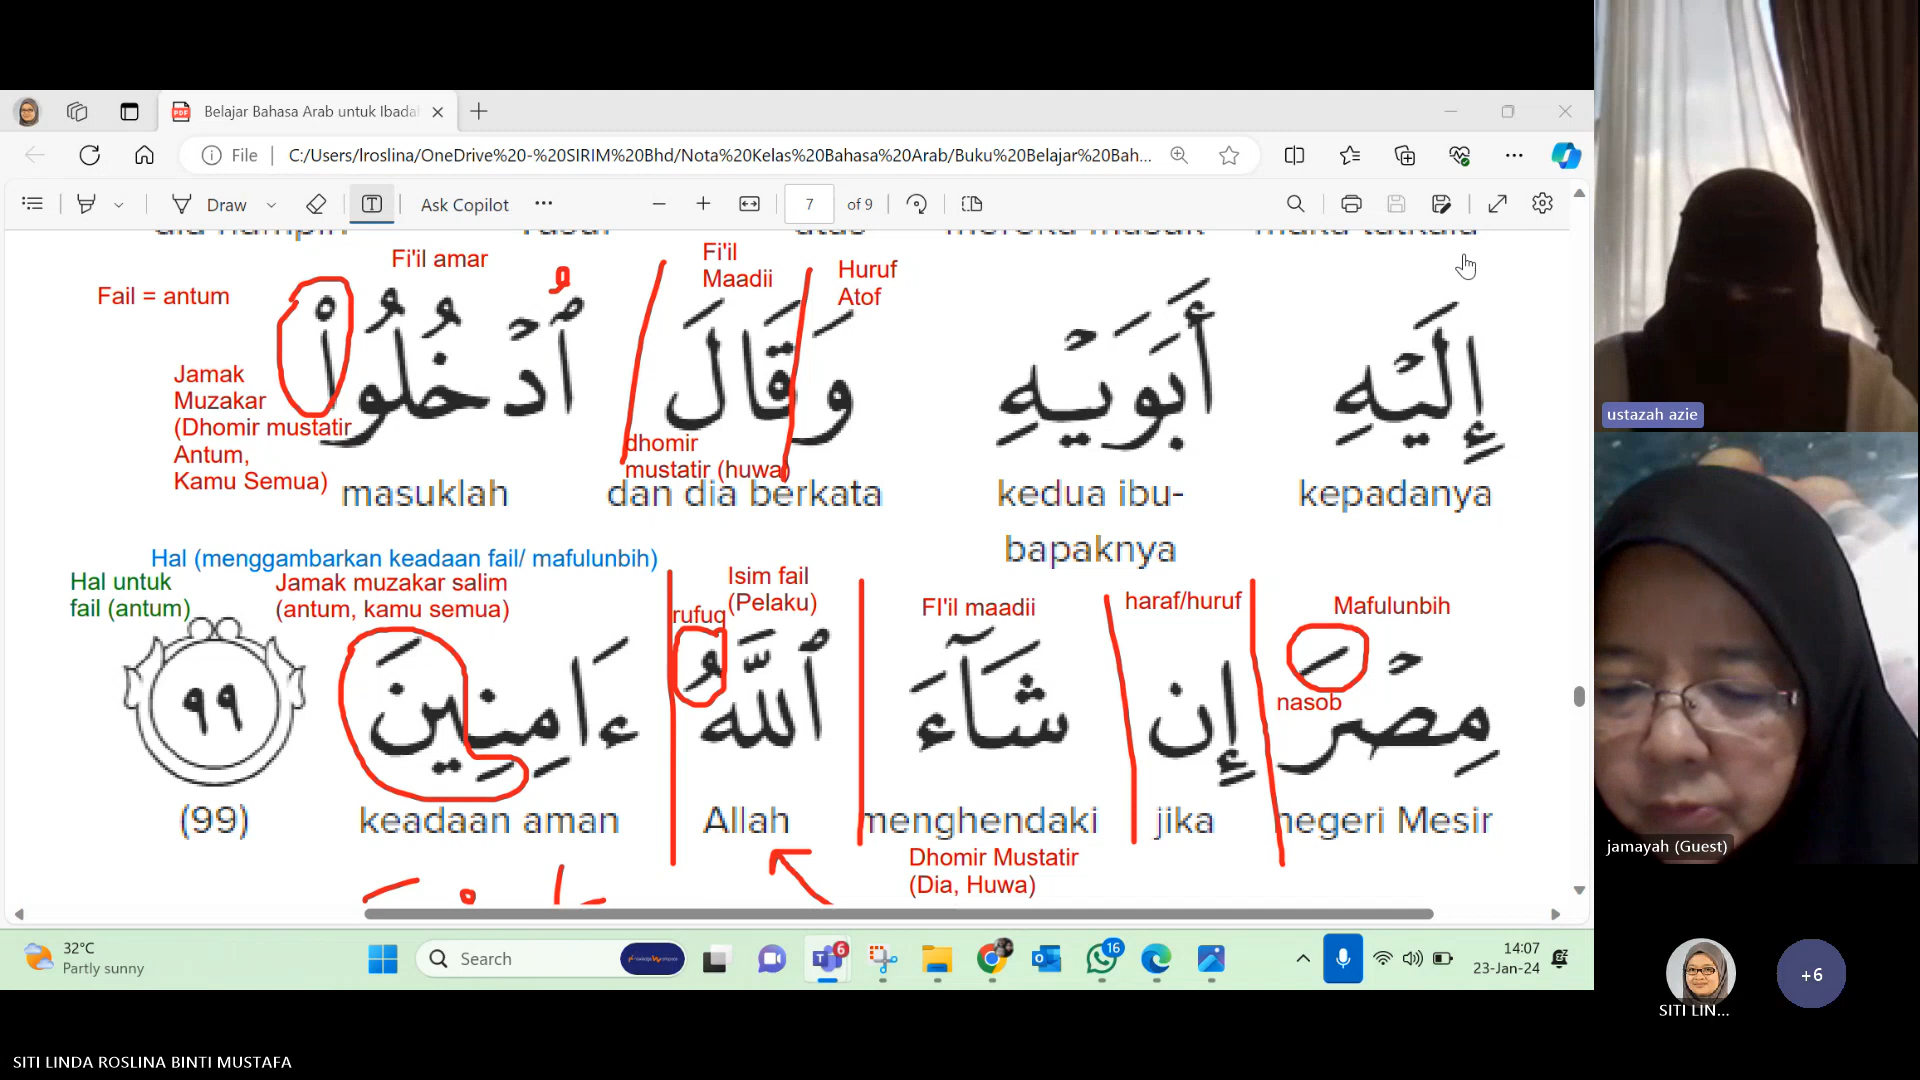 Belajar Bahasa Arab untuk Ibada
File
C:/Users/lroslina/OneDrive%20-%20SIRIM%20Bhd/Nota%20Kelas%20Bahasa%20Arab/Buku%20Belajar%20Bah...
Draw
Ask Copilot
7
of 9
Fi'il amar
Fi'il
Maadii
Huruf
Atof
Fail = antum
إِلَيْهِ أَبَوَيْهِ وَقَالَ ٱدْخُلُوا۟
Jamak
Muzakar
(Dhomir mustatir
Antum,
Kamu Semua)
dhomir
mustatir (huwa)
masuklah
dan dia berkata
kedua ibu-
bapaknya
kepadanya
Hal (menggambarkan keadaan fail/ mafulunbih)
Hal untuk
fail (antum)
Jamak muzakar salim
(antum, kamu semua)
rufuq
Isim fail
(Pelaku)
FI'il maadii
haraf/huruf
Mafulunbih
nasob
مِصْرَ إِن شَآءَ ٱللَّهُ ءَامِنِينَ ٩٩
(99)
keadaan aman
Allah
menghendaki
jika
negeri Mesir
Dhomir Mustatir
(Dia, Huwa)
ustazah azie
jamayah (Guest)
SITI LIN...
+6
32°C
Partly sunny
Search
6
16
14:07
23-Jan-24
SITI LINDA ROSLINA BINTI MUSTAFA